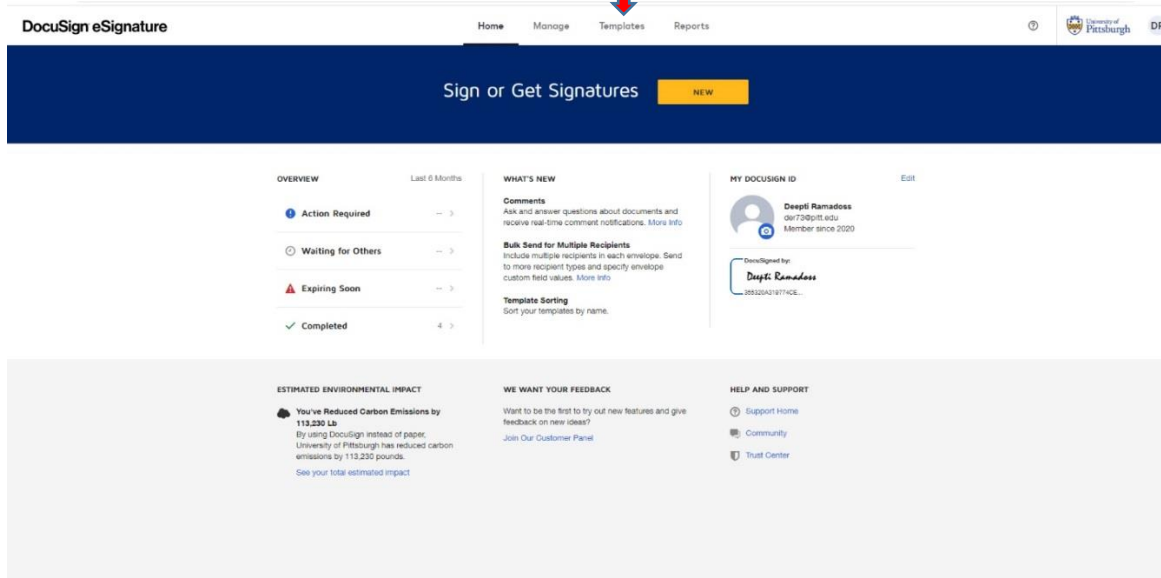 DocuSign eSignature
Home Manage Templates Reports
University of
Pittsburgh
DR
Sign or Get Signatures NEW
OVERVIEW Last 6 Months
Action Required --
Waiting for Others --
Expiring Soon --
Completed 4
WHAT'S NEW
Comments
Ask and answer questions about documents and
receive real-time comment notifications. More Info
Bulk Send for Multiple Recipients
Include multiple recipients in each envelope. Send
to more recipient types and specify envelope
custom field values. More Info
Template Sorting
Sort your templates by name.
MY DOCUSIGN ID Edit
Deepti Ramadoss
der73@pitt.edu
Member since 2020
DocuSigned by:
Deepti Ramadoss
ESTIMATED ENVIRONMENTAL IMPACT
You've Reduced Carbon Emissions by
113,230 Lb
By using DocuSign instead of paper,
University of Pittsburgh has reduced carbon
emissions by 113,230 pounds.
See your total estimated impact
WE WANT YOUR FEEDBACK
Want to be the first to try out new features and give
feedback on new ideas?
Join Our Customer Panel
HELP AND SUPPORT
Support Home
Community
Trust Center